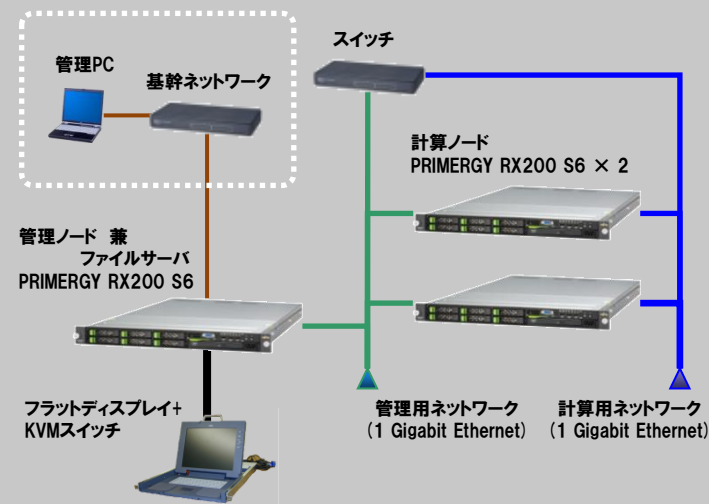 管理PC
基幹ネットワーク
スイッチ
計算ノード
PRIMERGY RX200 S6 × 2
管理ノード 兼
ファイルサーバ
PRIMERGY RX200 S6
フラットディスプレイ+
KVMスイッチ
管理用ネットワーク
(1 Gigabit Ethernet)
計算用ネットワーク
(1 Gigabit Ethernet)